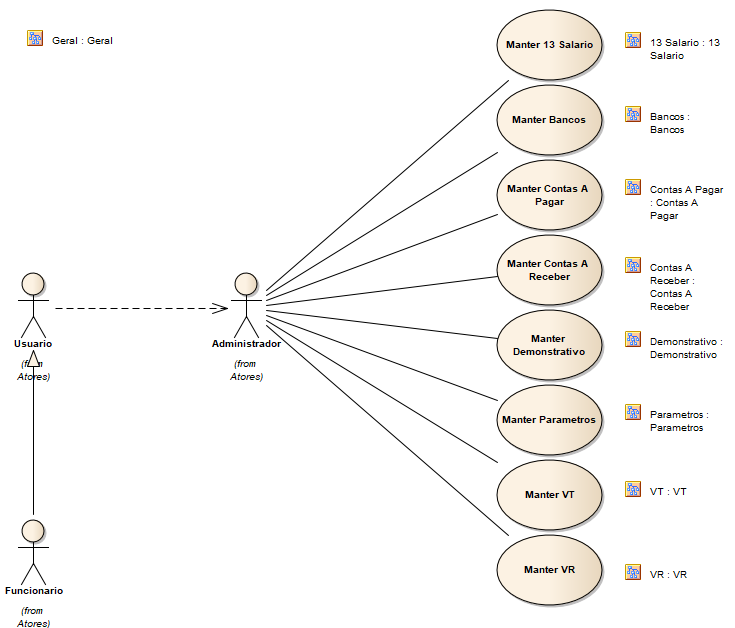 Geral : Geral
Manter 13 Salario
13 Salario : 13
Salario
Manter Bancos
Bancos :
Bancos
Manter Contas A
Pagar
Contas A Pagar
: Contas A
Pagar
Manter Contas A
Receber
Contas A
Receber :
Contas A
Receber
Usuario
(from
Atores)
Administrador
(from
Atores)
Manter
Demonstrativo
Demonstrativo :
Demonstrativo
Manter Parametros
Parametros :
Parametros
Manter VT
VT : VT
Manter VR
VR : VR
Funcionario
(from
Atores)